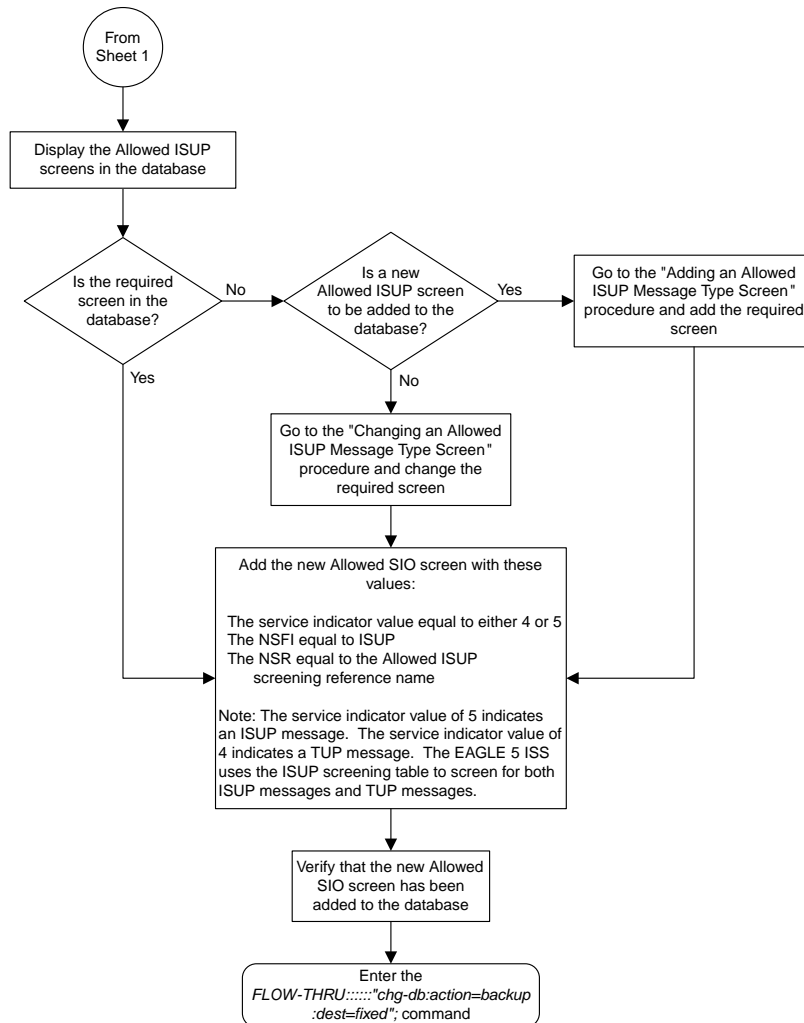 From
Sheet 1
Display the Allowed ISUP
screens in the database
Is the required
screen in the
database?
No
Is a new
Allowed ISUP screen
to be added to the
database?
Yes
Go to the "Adding an Allowed
ISUP Message Type Screen"
procedure and add the required
screen
Yes
No
Go to the "Changing an Allowed
ISUP Message Type Screen"
procedure and change the
required screen
Add the new Allowed SIO screen with these
values:
The service indicator value equal to either 4 or 5
The NSFI equal to ISUP
The NSR equal to the Allowed ISUP
screening reference name
Note: The service indicator value of 5 indicates
an ISUP message. The service indicator value of
4 indicates a TUP message. The EAGLE 5 ISS
uses the ISUP screening table to screen for both
ISUP messages and TUP messages.
Verify that the new Allowed
SIO screen has been
added to the database
Enter the
FLOW-THRU::::::"chg-db:action=backup
:dest=fixed"; command